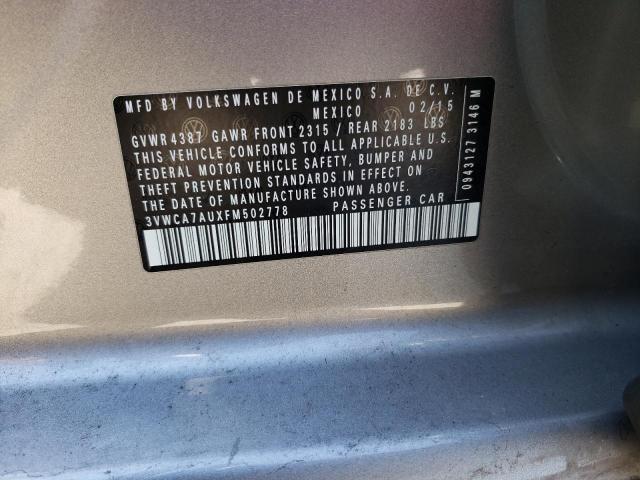 MFD BY VOLKSWAGEN DE MEXICO S.A. DE C.V.
MEXICO 02/15
GVWR 4387 GAWR FRONT 2315 / REAR 2183 LBS
THIS VEHICLE CONFORMS TO ALL APPLICABLE U.S.
FEDERAL MOTOR VEHICLE SAFETY, BUMPER AND
THEFT PREVENTION STANDARDS IN EFFECT ON
THE DATE OF MANUFACTURE SHOWN ABOVE.
3VWCA7AUXFM502778 PASSENGER CAR
0943127 3146 M